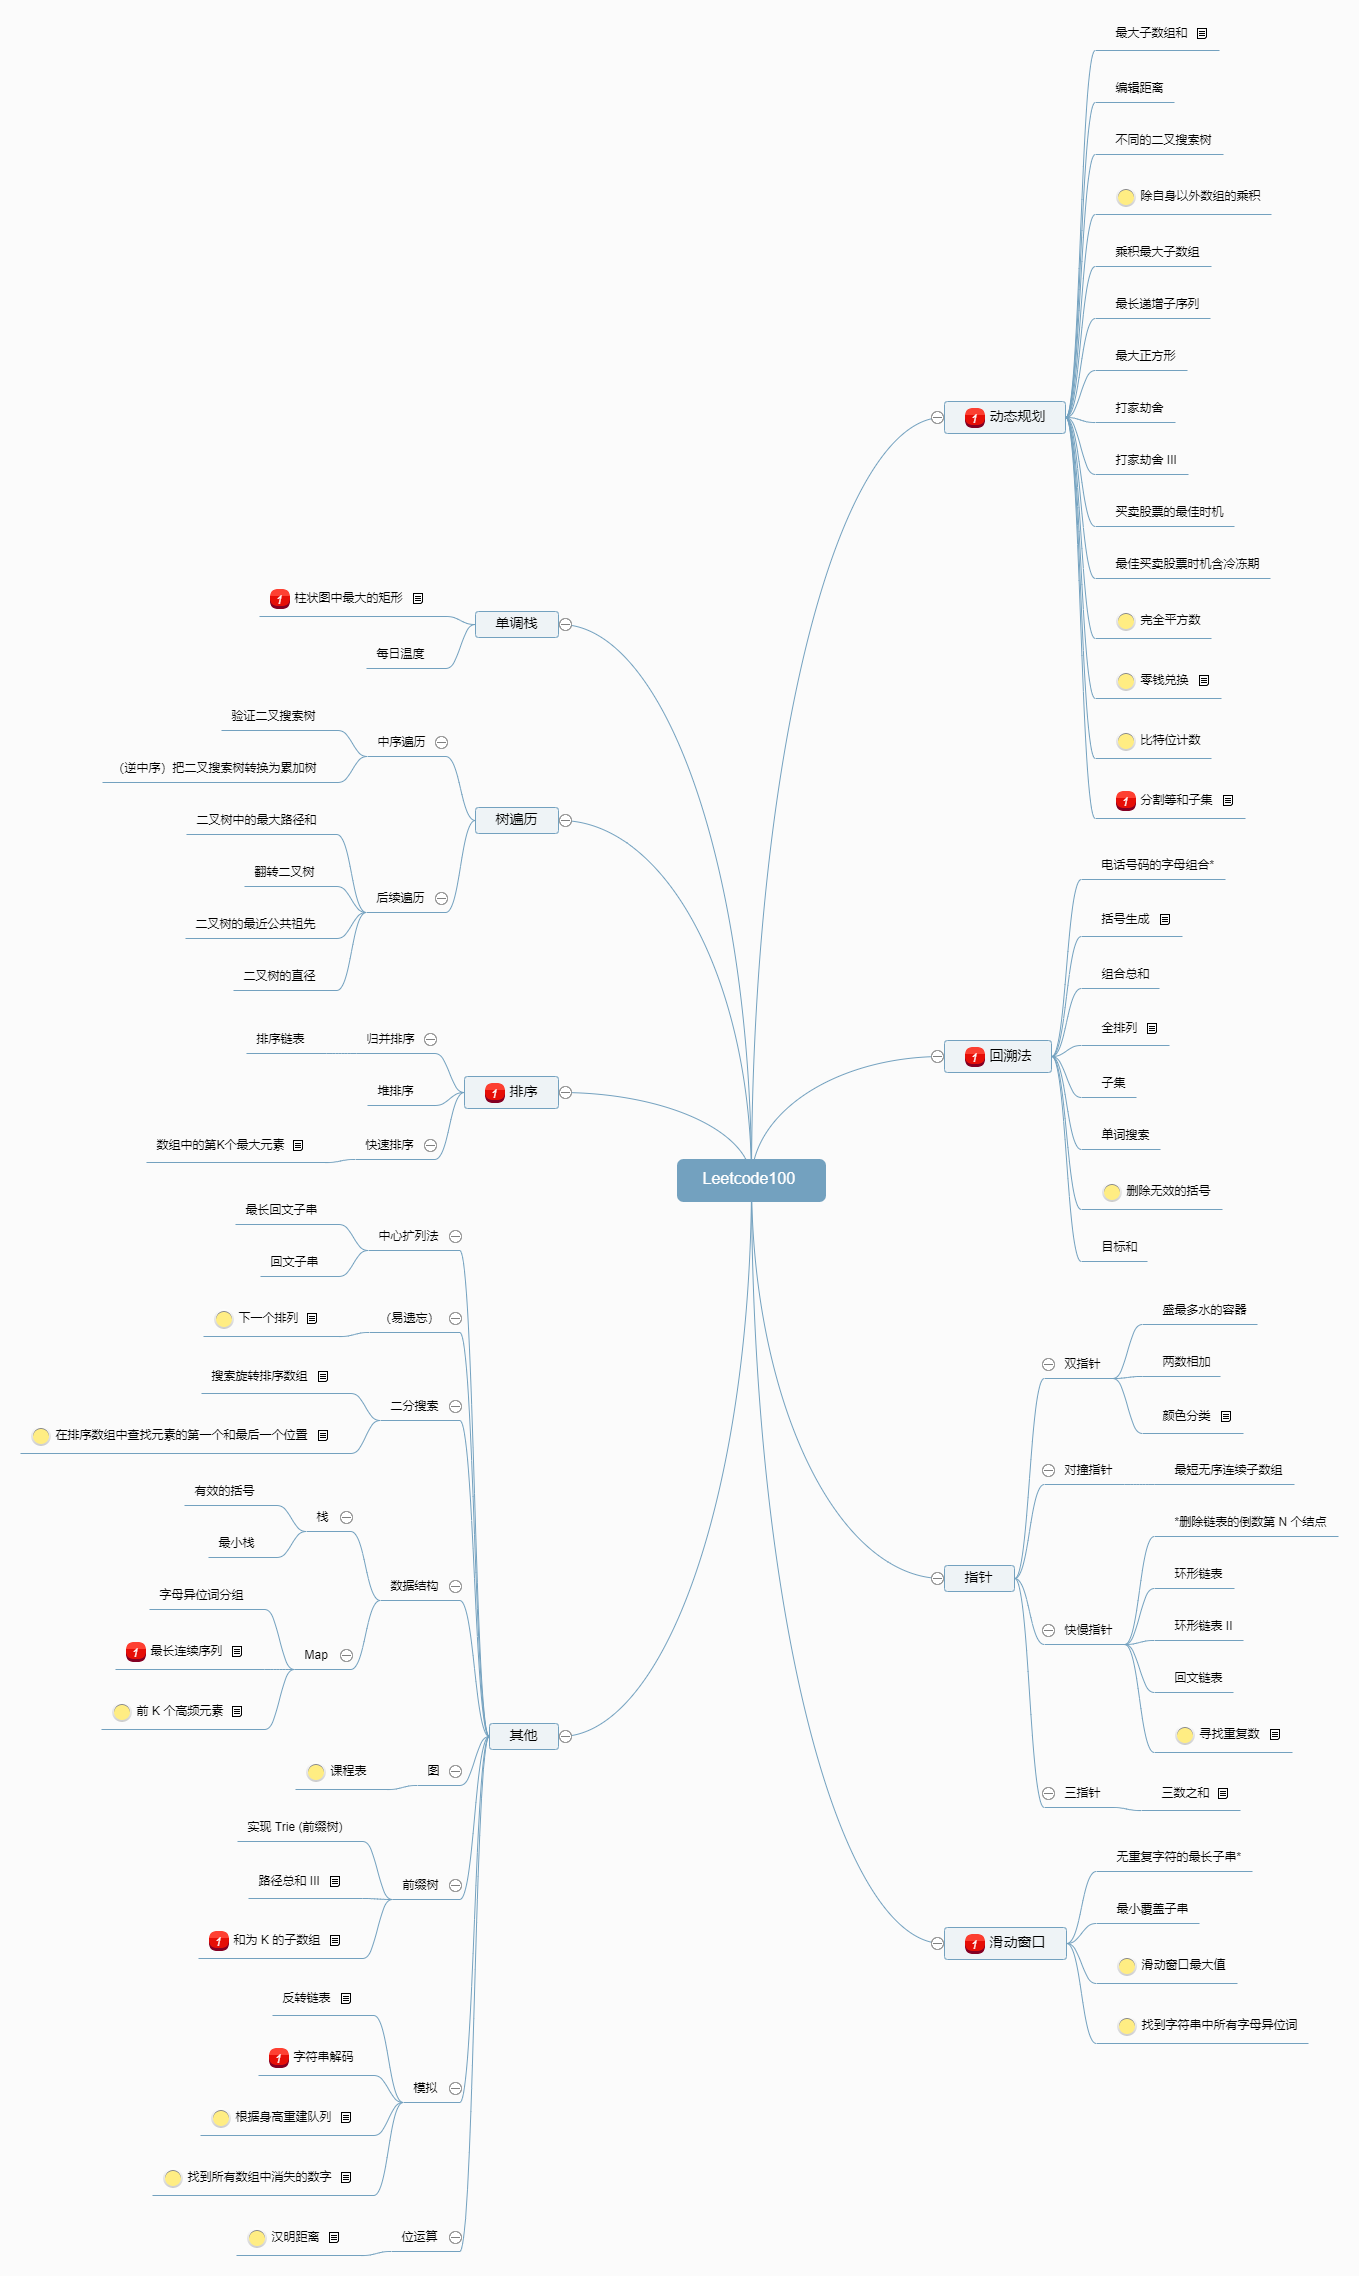 Leetcode100
动态规划
最大子数组和
编辑距离
不同的二叉搜索树
除自身以外数组的乘积
乘积最大子数组
最长递增子序列
最大正方形
打家劫舍
打家劫舍 III
买卖股票的最佳时机
最佳买卖股票时机含冷冻期
完全平方数
零钱兑换
比特位计数
1 分割等和子集
1 回溯法
电话号码的字母组合*
括号生成
组合总和
全排列
子集
单词搜索
删除无效的括号
目标和
指针
双指针
盛最多水的容器
两数相加
颜色分类
对撞指针
最短无序连续子数组
快慢指针
*删除链表的倒数第 N 个结点
环形链表
环形链表 II
回文链表
寻找重复数
三指针
三数之和
1 滑动窗口
无重复字符的最长子串*
最小覆盖子串
滑动窗口最大值
找到字符串中所有字母异位词
单调栈
1 柱状图中最大的矩形
每日温度
树遍历
中序遍历
验证二叉搜索树
（逆中序）把二叉搜索树转换为累加树
后续遍历
二叉树中的最大路径和
翻转二叉树
二叉树的最近公共祖先
二叉树的直径
1 排序
归并排序
排序链表
堆排序
快速排序
数组中的第K个最大元素
其他
中心扩列法
最长回文子串
回文子串
（易遗忘）
下一个排列
二分搜索
搜索旋转排序数组
在排序数组中查找元素的第一个和最后一个位置
数据结构
栈
有效的括号
最小栈
Map
字母异位词分组
1 最长连续序列
前 K 个高频元素
图
课程表
前缀树
实现 Trie (前缀树)
路径总和 III
1 和为 K 的子数组
模拟
反转链表
1 字符串解码
根据身高重建队列
找到所有数组中消失的数字
位运算
汉明距离